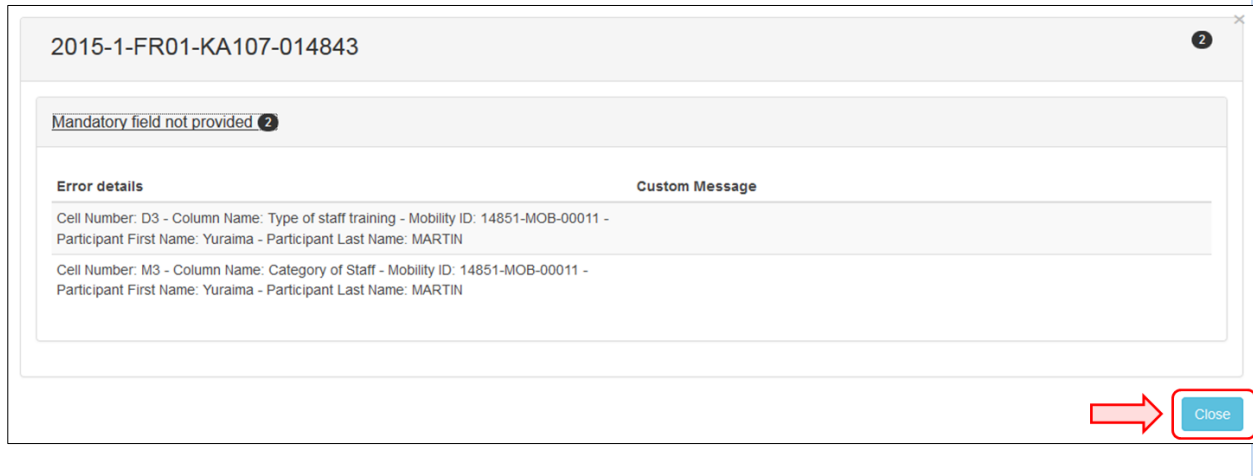 ×
2015-1-FR01-KA107-014843
2
Mandatory field not provided 2
Error details Custom Message
Cell Number: D3 - Column Name: Type of staff training - Mobility ID: 14851-MOB-00011 -
Participant First Name: Yuraima - Participant Last Name: MARTIN
Cell Number: M3 - Column Name: Category of Staff - Mobility ID: 14851-MOB-00011 -
Participant First Name: Yuraima - Participant Last Name: MARTIN
Close